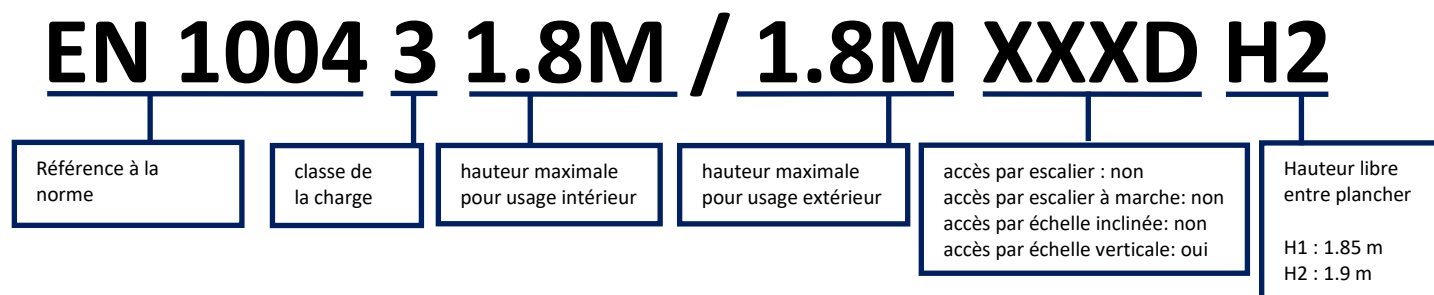 EN 1004 3 1.8M / 1.8M XXXD H2
Référence à la
norme
classe de
la charge
hauteur maximale
pour usage intérieur
hauteur maximale
pour usage extérieur
accès par escalier : non
accès par escalier à marche: non
accès par échelle inclinée: non
accès par échelle verticale: oui
Hauteur libre
entre plancher
H1 : 1.85 m
H2 : 1.9 m